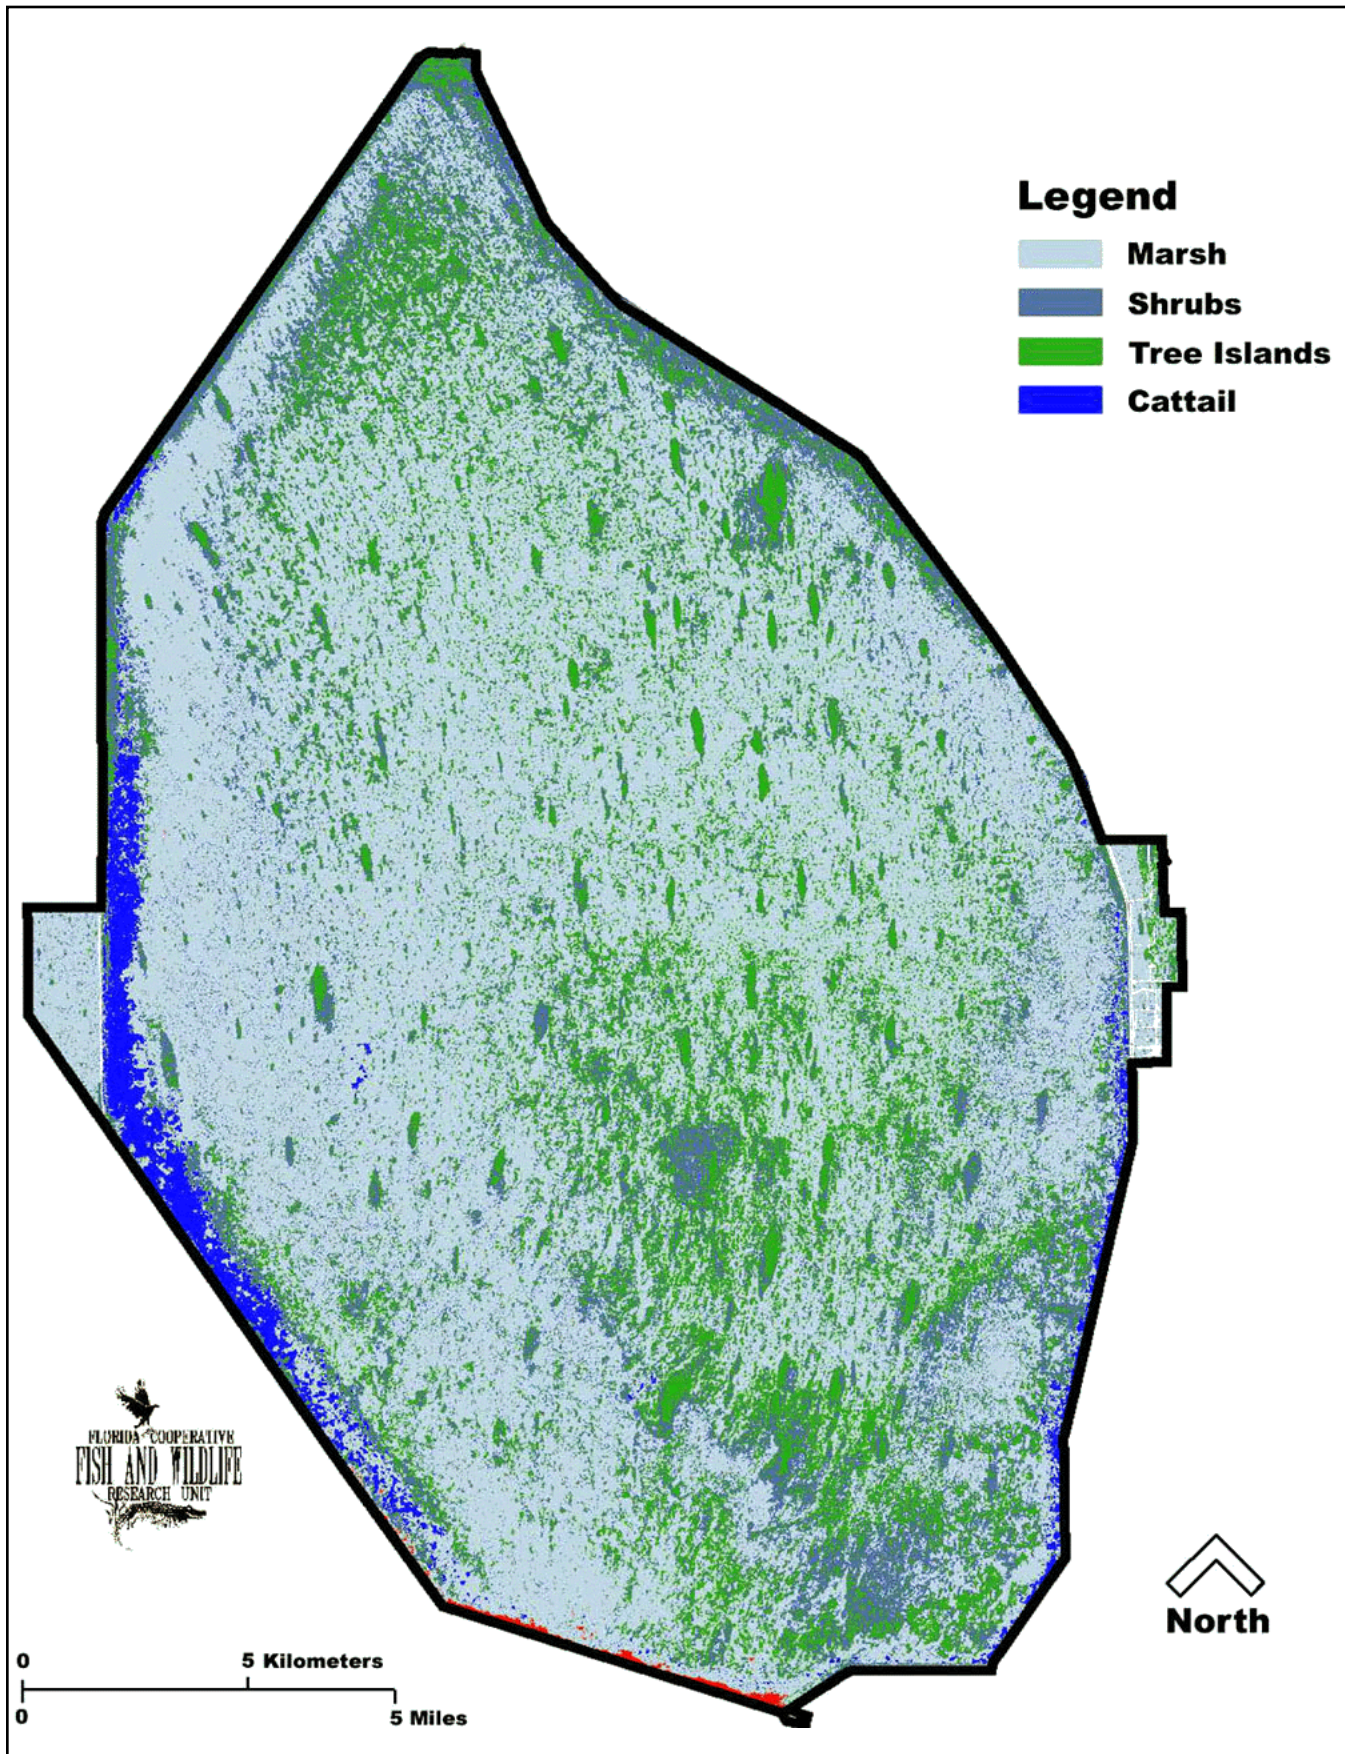 Legend
Marsh
Shrubs
Tree Islands
Cattail
FLORIDA COOPERATIVE
FISH AND WILDLIFE
RESEARCH UNIT
North
0 5 Kilometers
0 5 Miles